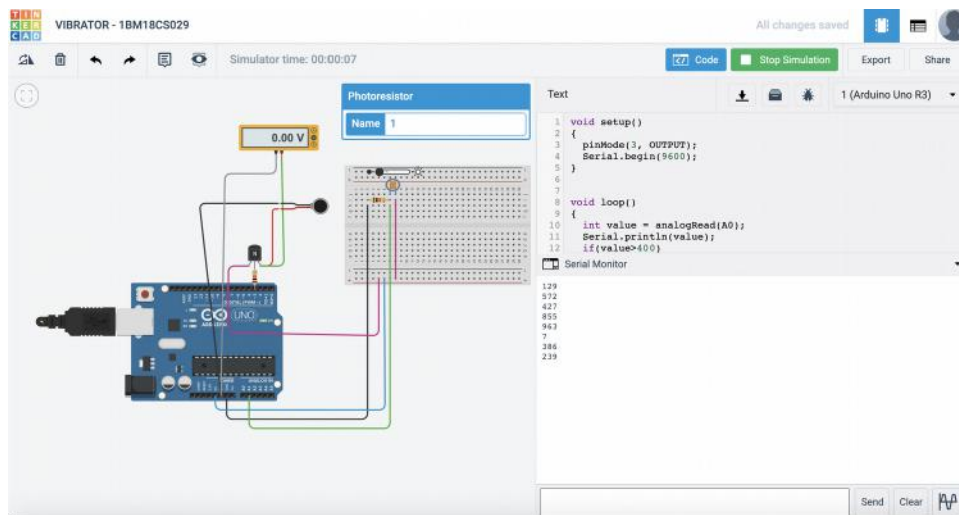 TIN
KER
CAD
VIBRATOR - 1BM18CS029
All changes saved
Simulator time: 00:00:07
Code
Stop Simulation
Export
Share
Photoresistor
Name 1
0.00 V
UNO
Text
1 (Arduino Uno R3)
1 void setup()
2 {
3 pinMode(3, OUTPUT);
4 Serial.begin(9600);
5 }
6
7
8 void loop()
9 {
10 int value = analogRead(A0);
11 Serial.println(value);
12 if(value>400)
Serial Monitor
129
572
427
855
963
7
386
239
Send
Clear